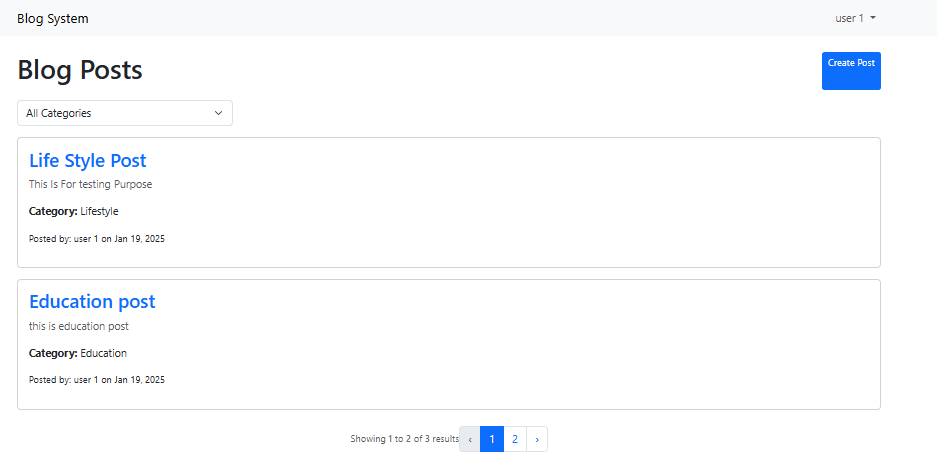 Blog System
user 1
Blog Posts
Create Post
All Categories
Life Style Post
This Is For testing Purpose
Category: Lifestyle
Posted by: user 1 on Jan 19, 2025
Education post
this is education post
Category: Education
Posted by: user 1 on Jan 19, 2025
Showing 1 to 2 of 3 results ‹ 1 2 ›